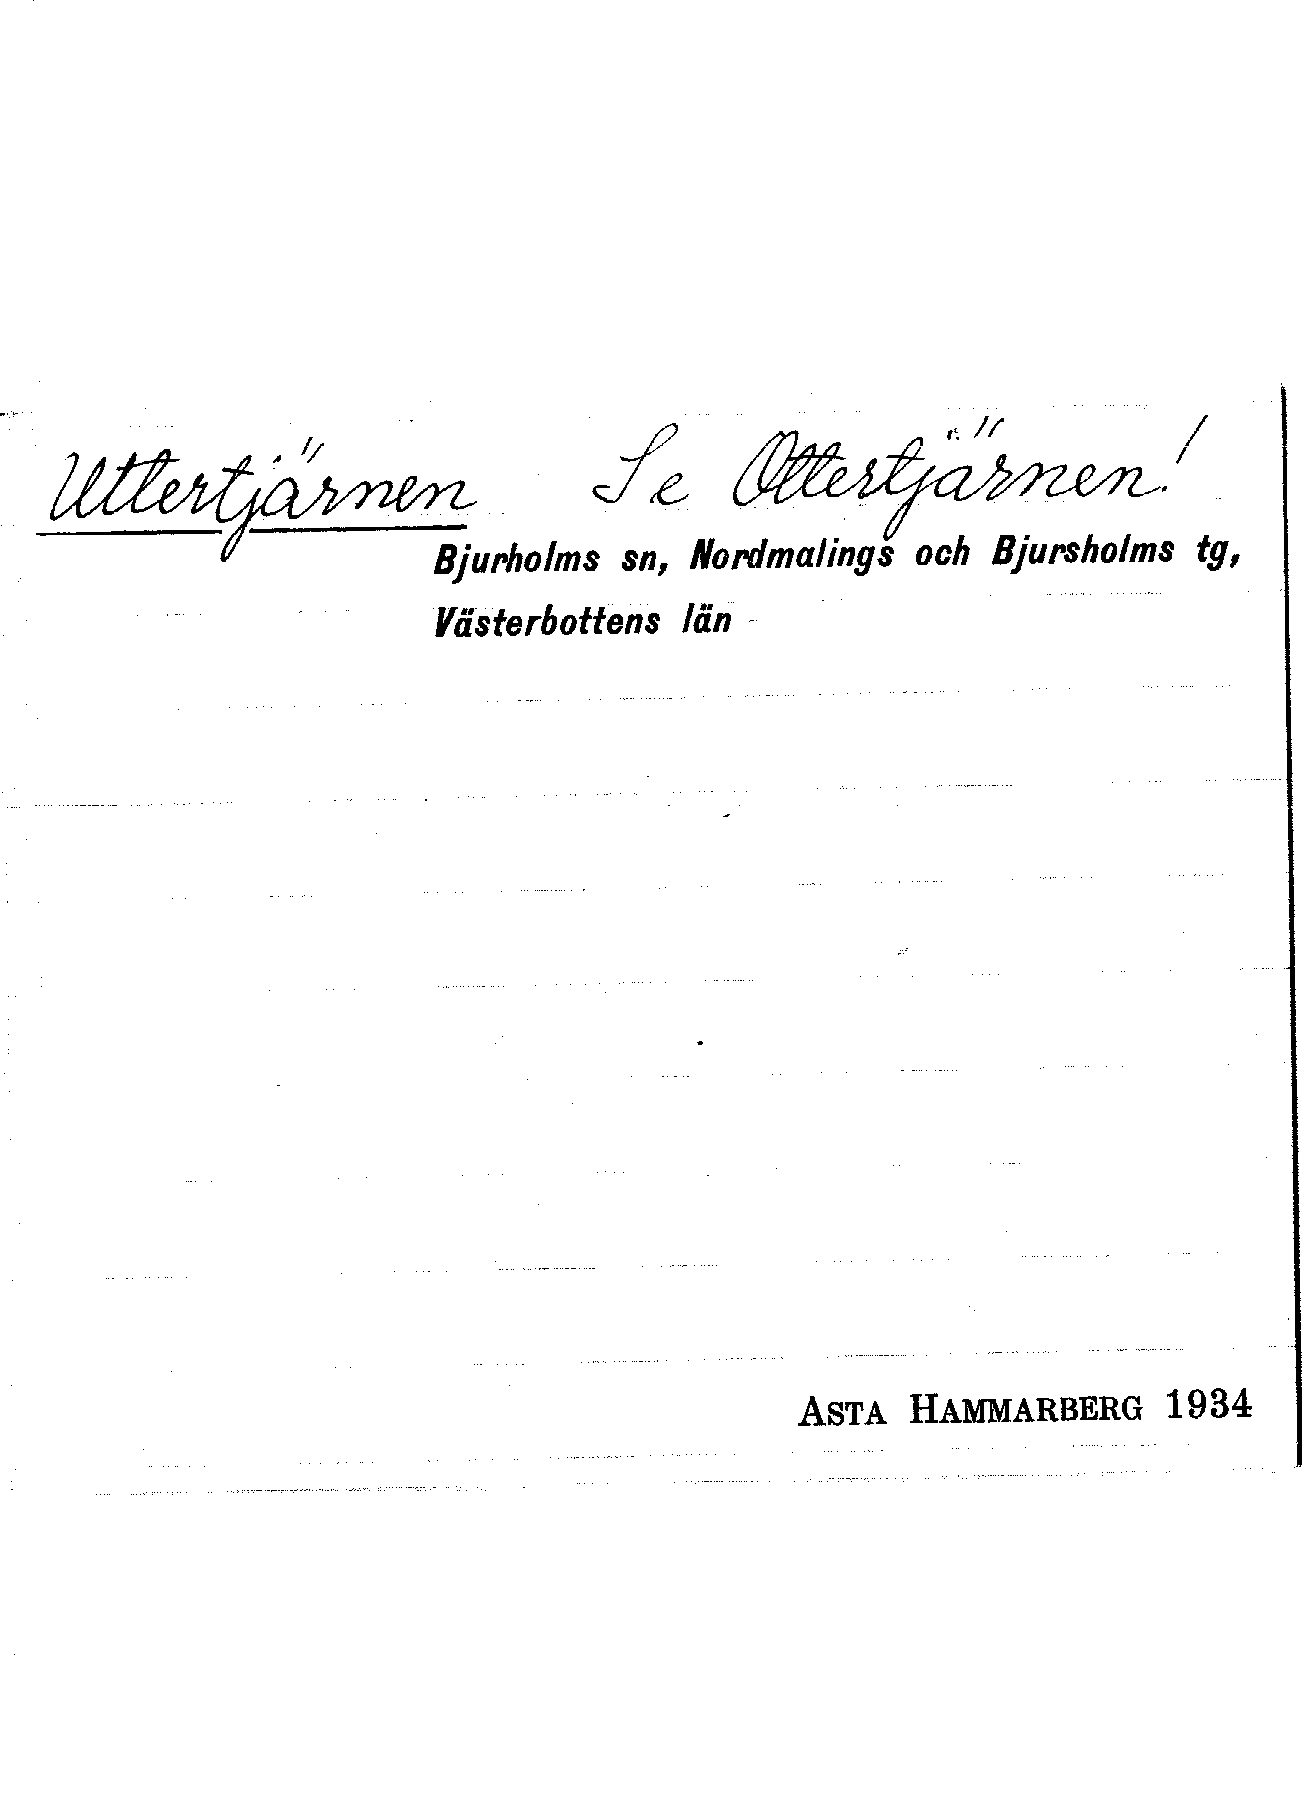 Uttertjärnen Se Ottertjärnen!
Bjurholms sn, Nordmalings och Bjursholms tg,
Västerbottens län
ASTA HAMMARBERG 1934